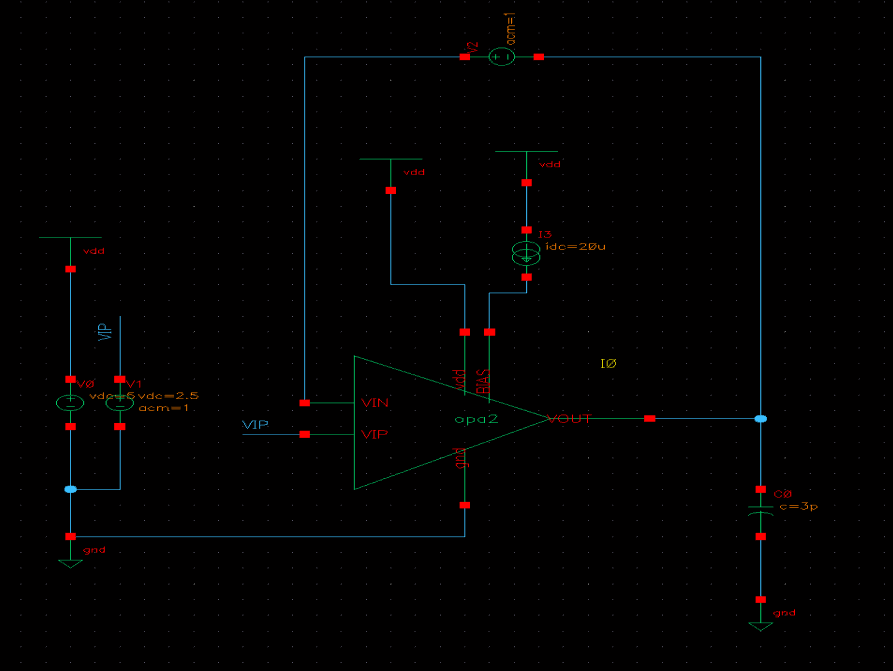 acm=1
V2
vdd
vdd
I3
idc=20u
vdd
VIP
V0
vdc=5
V1
vdc=2.5
acm=1
I0
vdd
BIAS
VIN
VIP
VIP
opa2
VOUT
gnd
C0
c=3p
gnd
gnd